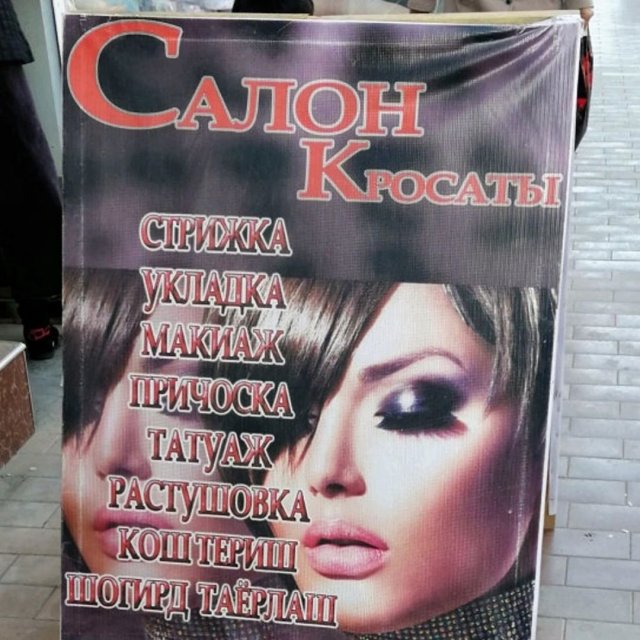 Салон
Кросаты
СТРИЖКА
УКЛАДКА
МАКИАЖ
ПРИЧОСКА
ТАТУАЖ
РАСТУШОВКА
КОШ ТЕРИШ
ШОГИРД ТАЁРЛАШ